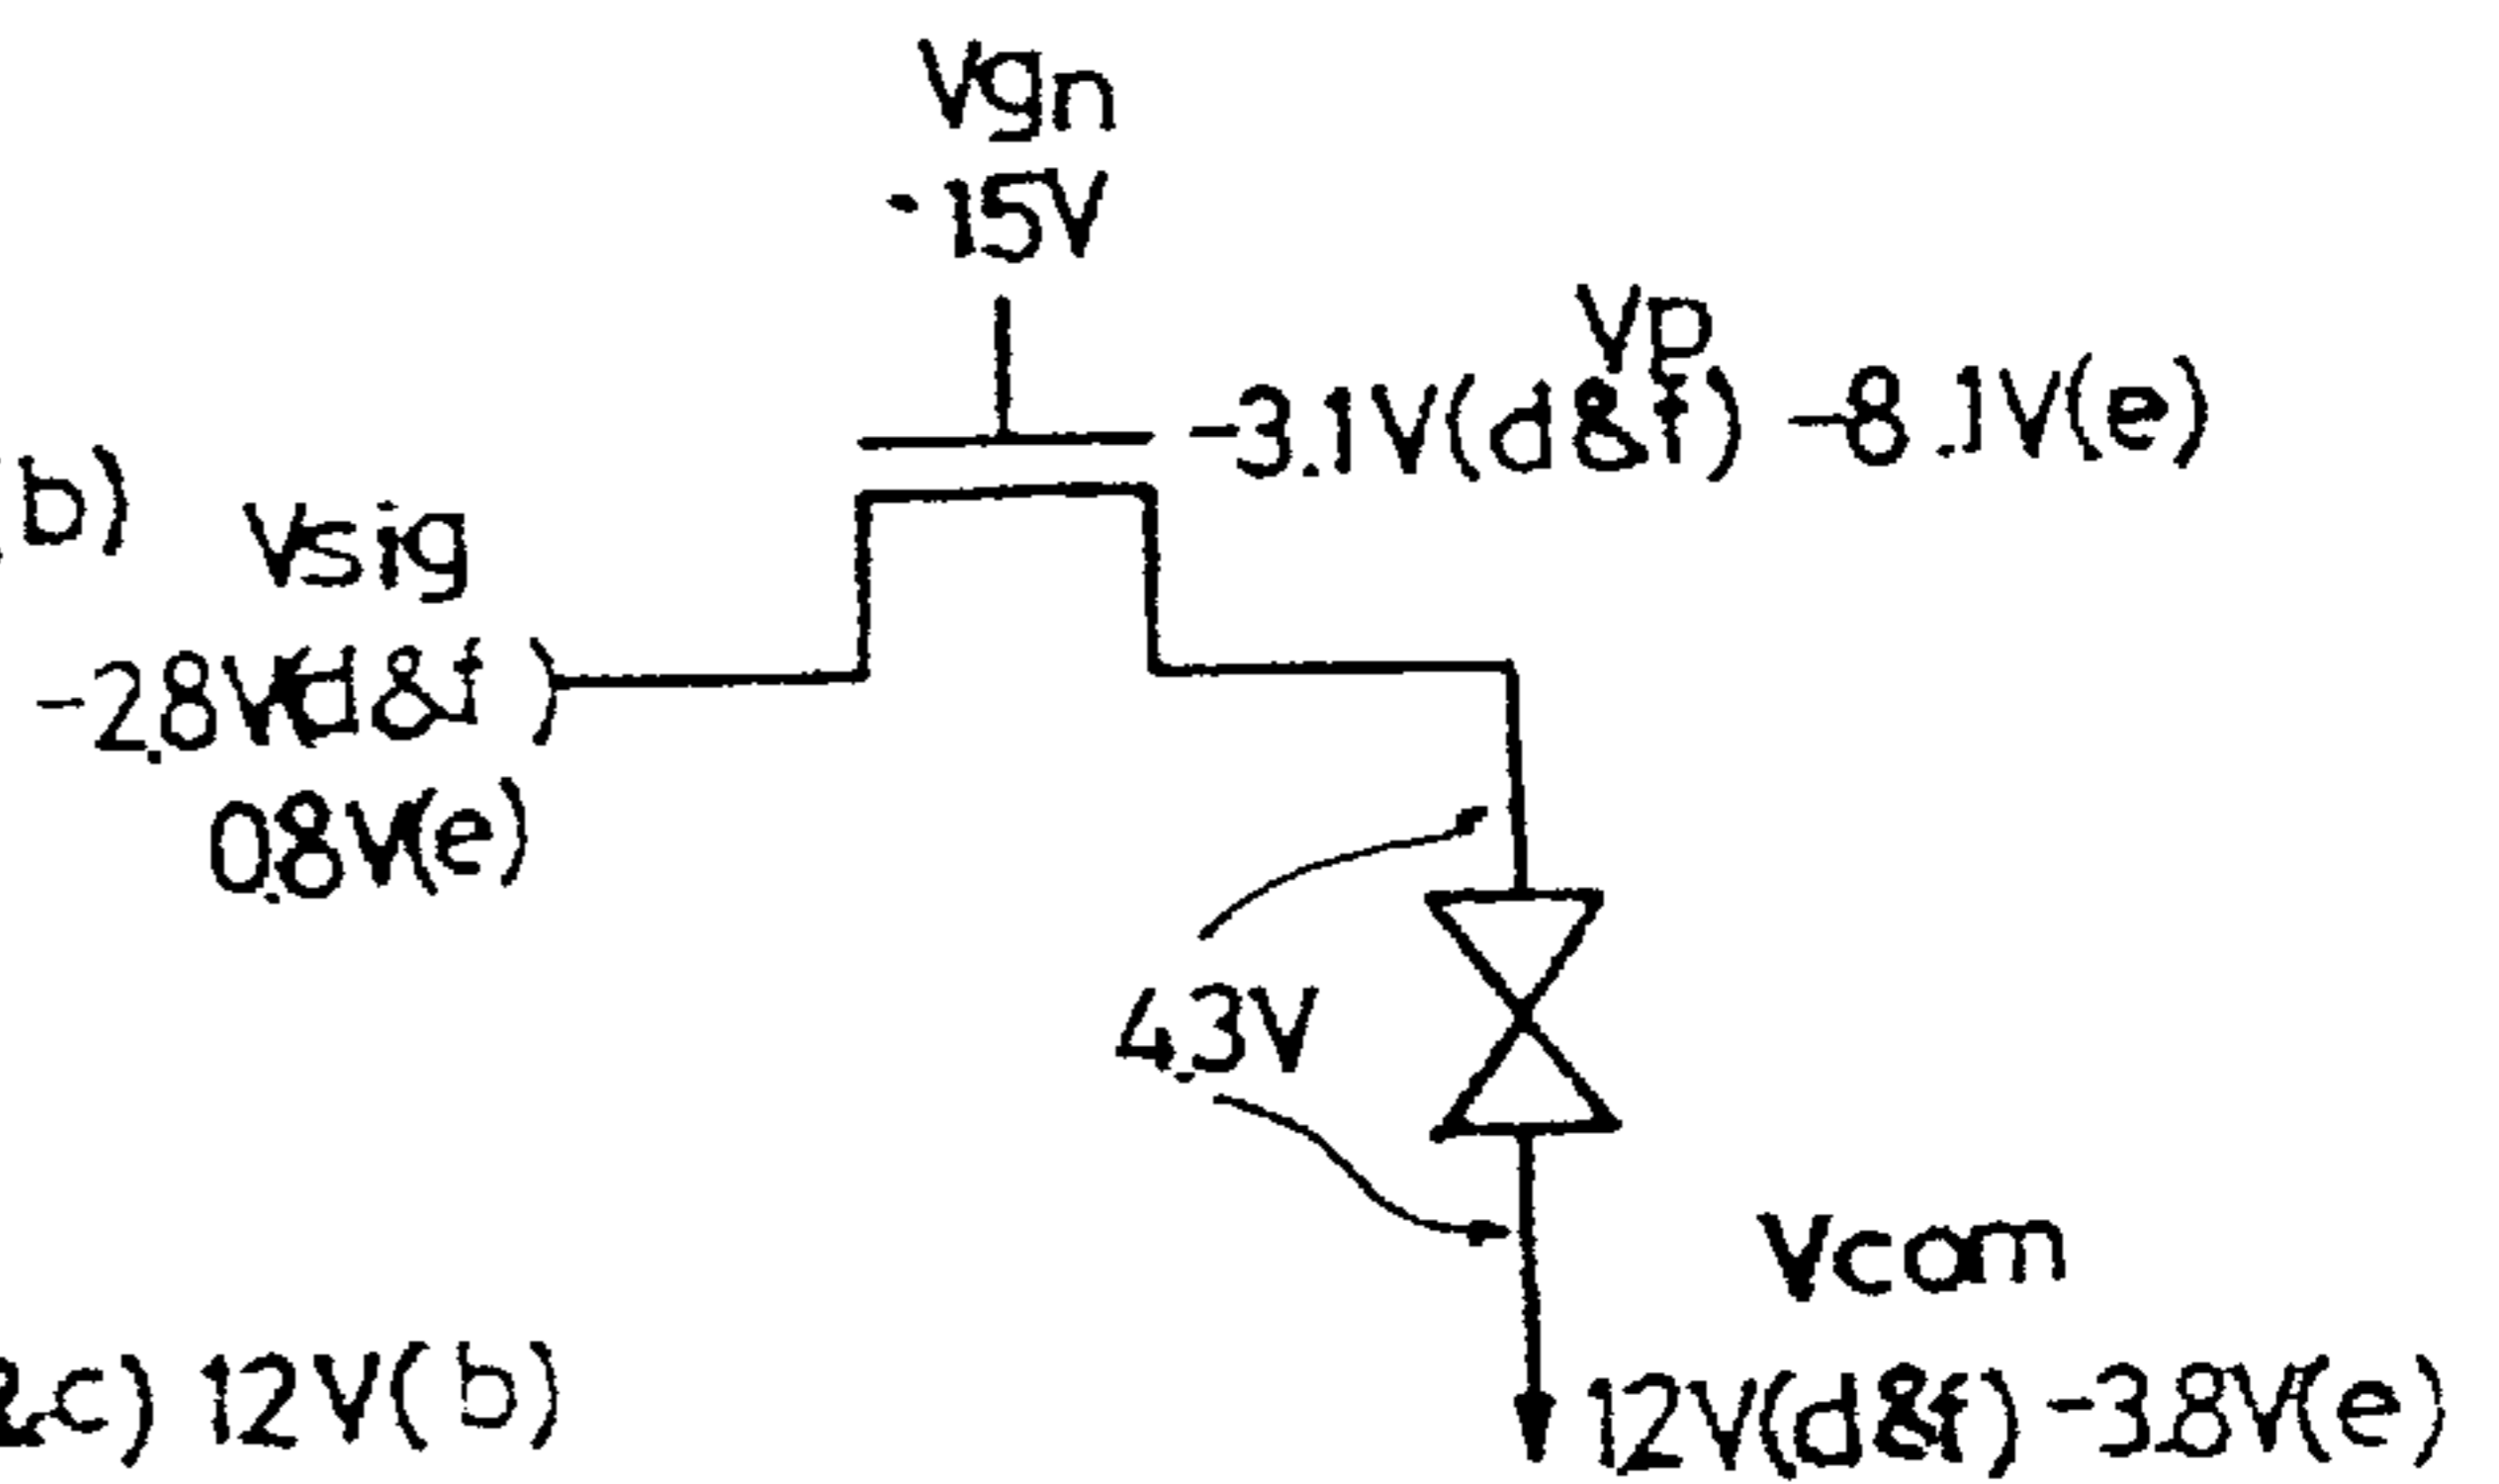 Vgn
-15V
Vp
-3.1V(d&f) -8.1V(e)
b)
Vsig
-2.8V(d&f)
0.8V(e)
4.3V
Vcom
c) 12V(b)
12V(d&f) -3.8V(e)